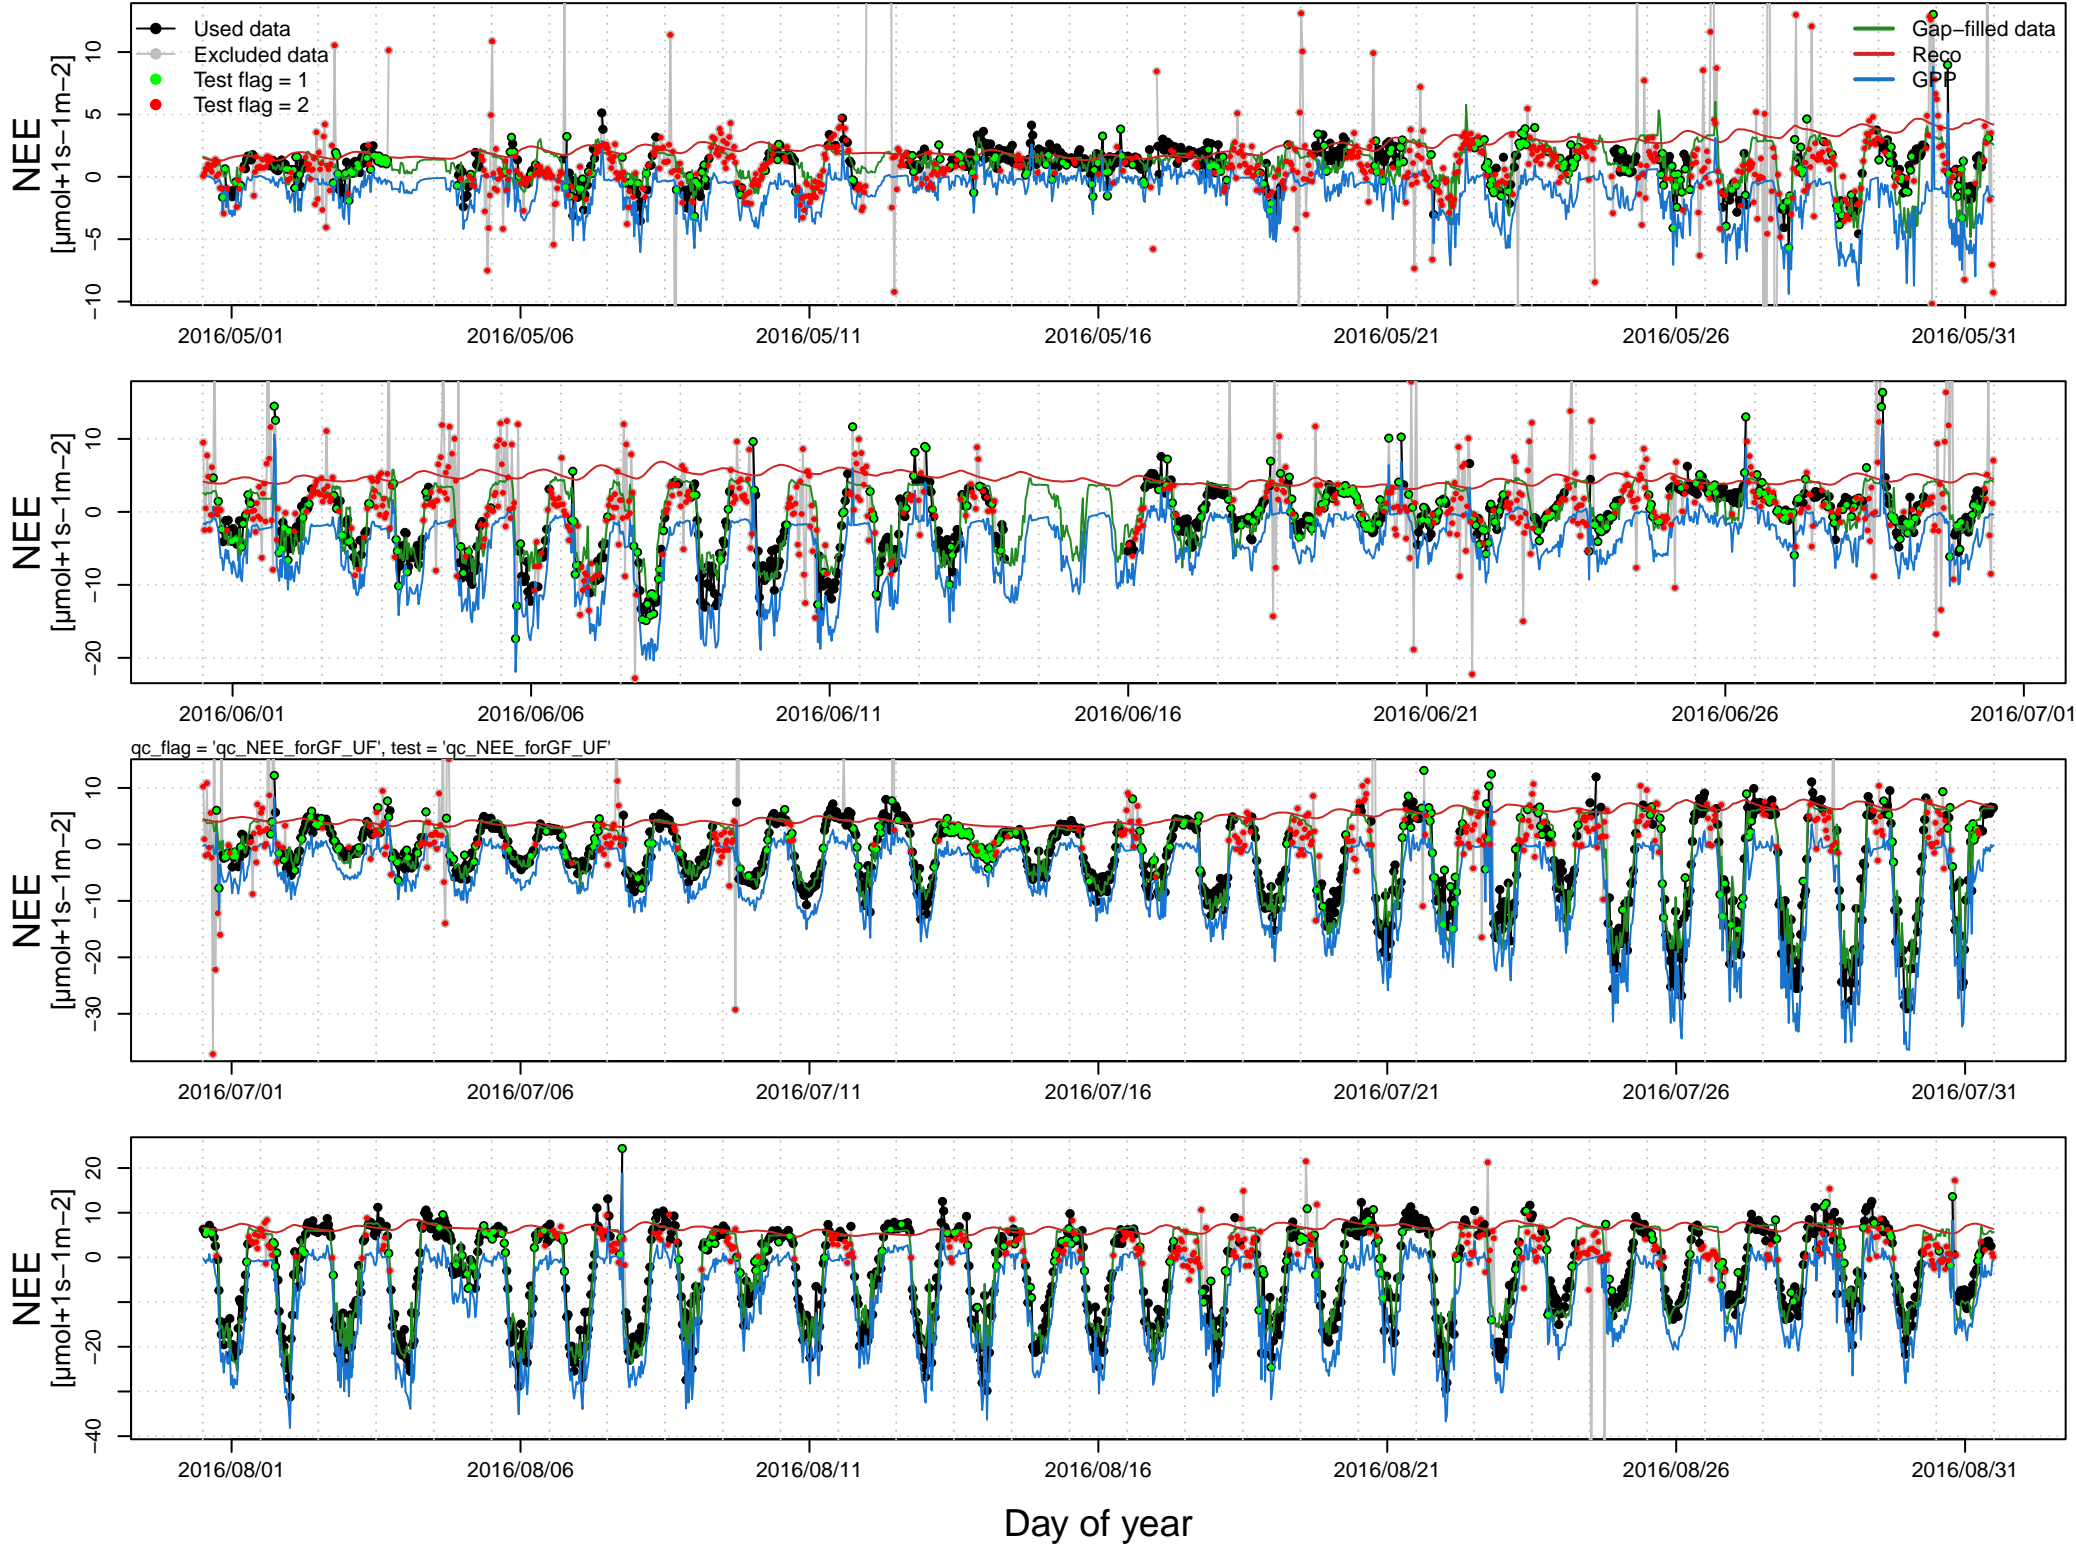 Used data
Excluded data
Test flag = 1
Test flag = 2
Gap−filled data
Reco
GPP
NEE
[µmol+1s−1m−2]
10
5
0
−5
−10
2016/05/01 2016/05/06 2016/05/11 2016/05/16 2016/05/21 2016/05/26 2016/05/31
NEE
[µmol+1s−1m−2]
10
0
−10
−20
2016/06/01 2016/06/06 2016/06/11 2016/06/16 2016/06/21 2016/06/26 2016/07/01
qc_flag = 'qc_NEE_forGF_UF', test = 'qc_NEE_forGF_UF'
NEE
[µmol+1s−1m−2]
10
0
−10
−20
−30
2016/07/01 2016/07/06 2016/07/11 2016/07/16 2016/07/21 2016/07/26 2016/07/31
NEE
[µmol+1s−1m−2]
20
10
0
−20
−40
2016/08/01 2016/08/06 2016/08/11 2016/08/16 2016/08/21 2016/08/26 2016/08/31
Day of year